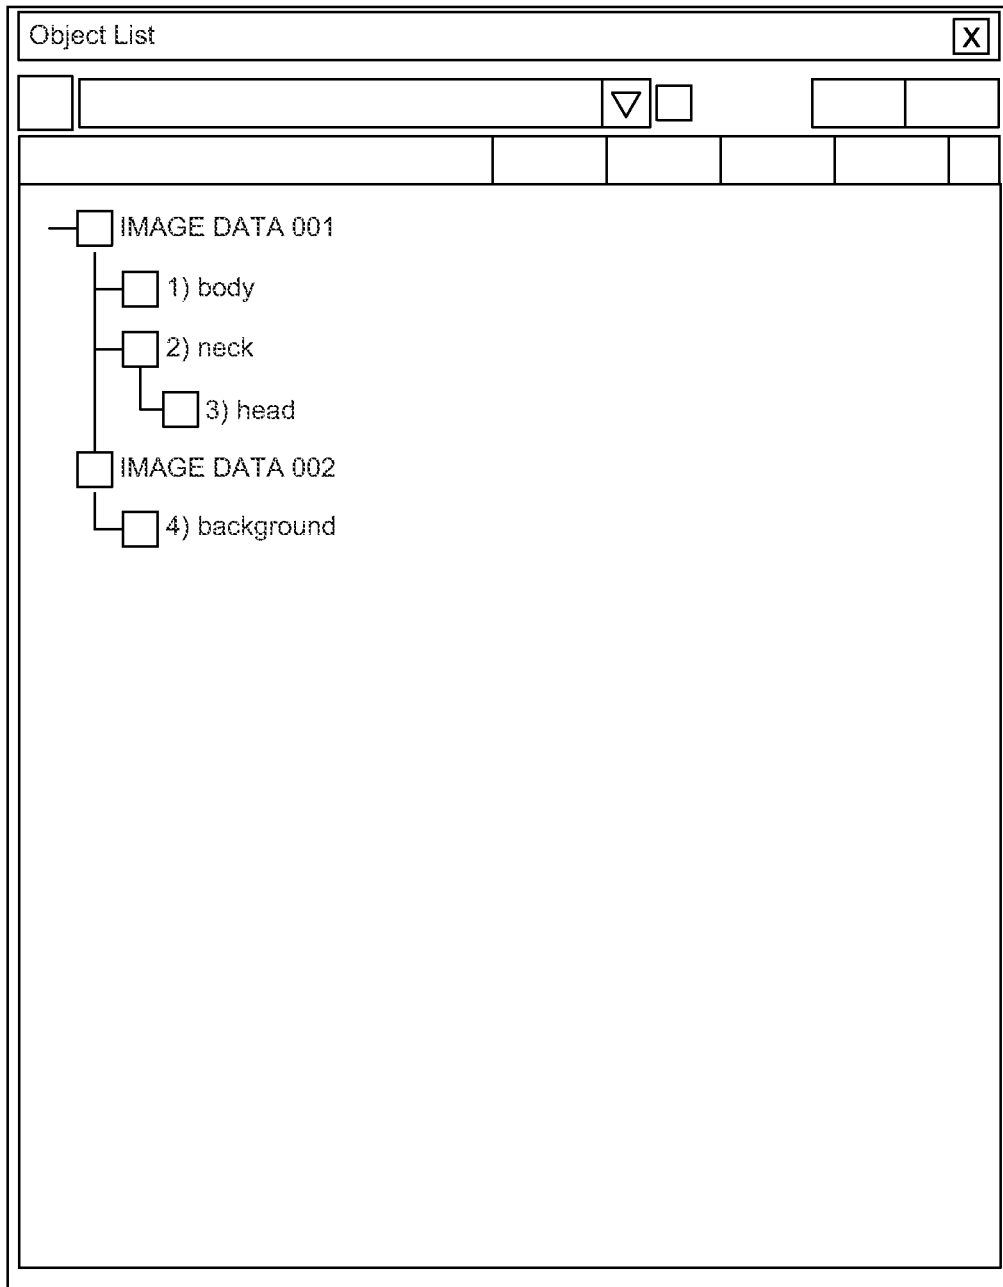 Object List
X
IMAGE DATA 001
1) body
2) neck
3) head
IMAGE DATA 002
4) background